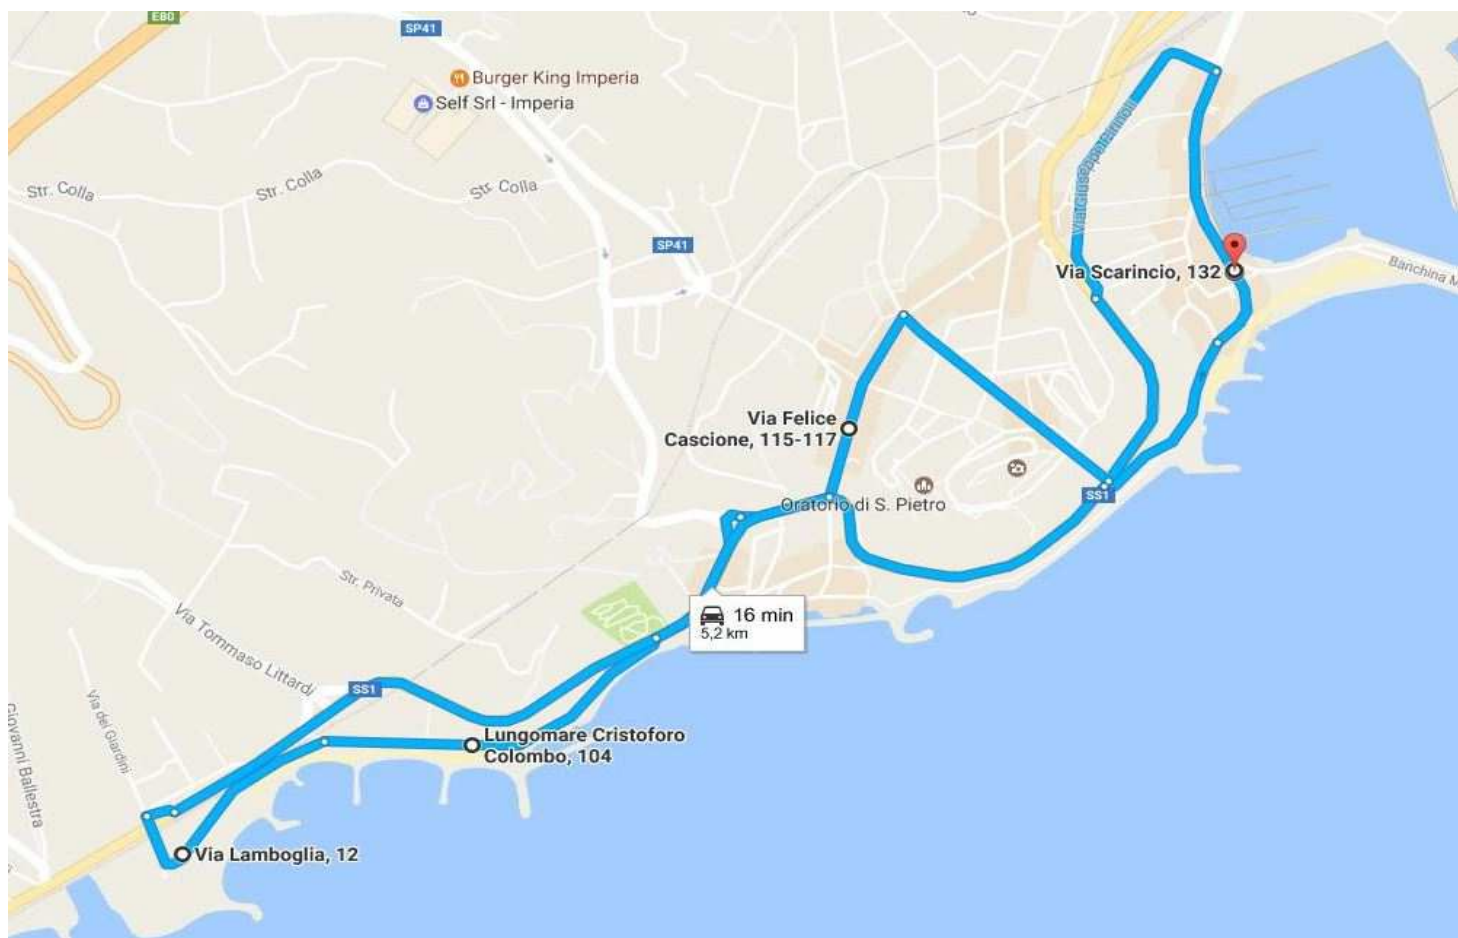 E80
SP41
Burger King Imperia
Self Srl - Imperia
Str. Colla
Str. Colla
Str. Colla
SP41
Via Scarincio, 132
Banchina M
Via Felice
Cascione, 115-117
SS1
Oratorio di S. Pietro
Str. Privata
16 min
5,2 km
Via Tommaso Littardi
SS1
Via dei Giardini
Giovanni Ballestra
Lungomare Cristoforo
Colombo, 104
Via Lamboglia, 12